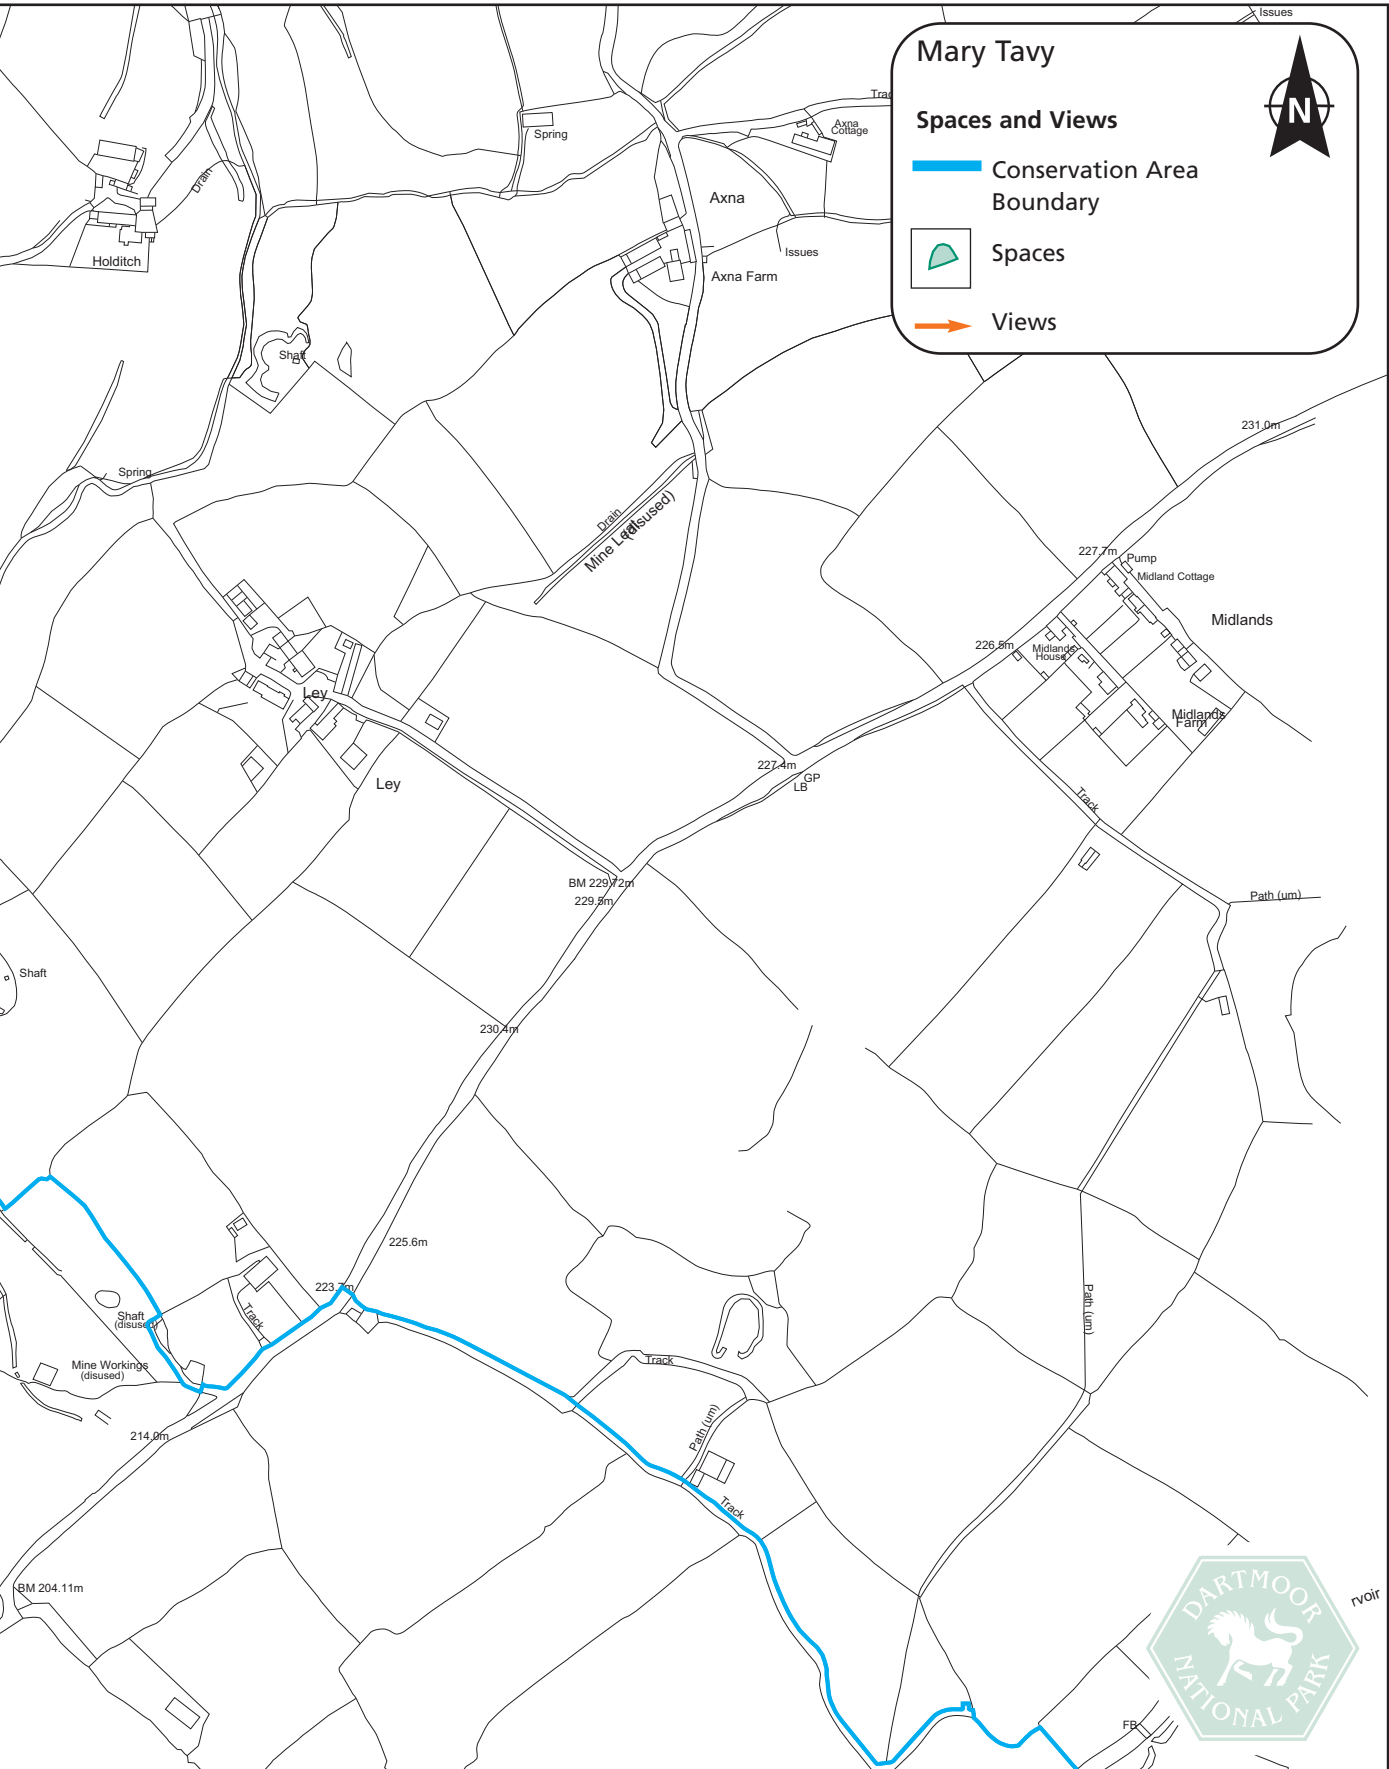 Issues
Mary Tavy
N
Spaces and Views
Conservation Area
Boundary
Spaces
Views
Spring
Axna
Cottage
Drain
Axna
Holditch
Issues
Axna Farm
Shaft
231.0m
Spring
Drain
Mine Leat
(disused)
227.7m
Pump
Midland Cottage
Midlands
226.5m
Midlands
House
Ley
Midlands
Farm
227.4m
GP
LB
Ley
Track
BM 229.72m
229.5m
Path (um)
Shaft
230.4m
225.6m
223.7m
Path (um)
Shaft
(disused)
Track
Mine Workings
(disused)
Track
Path (um)
214.0m
Track
BM 204.11m
rvoir
DARTMOOR
NATIONAL PARK
FB